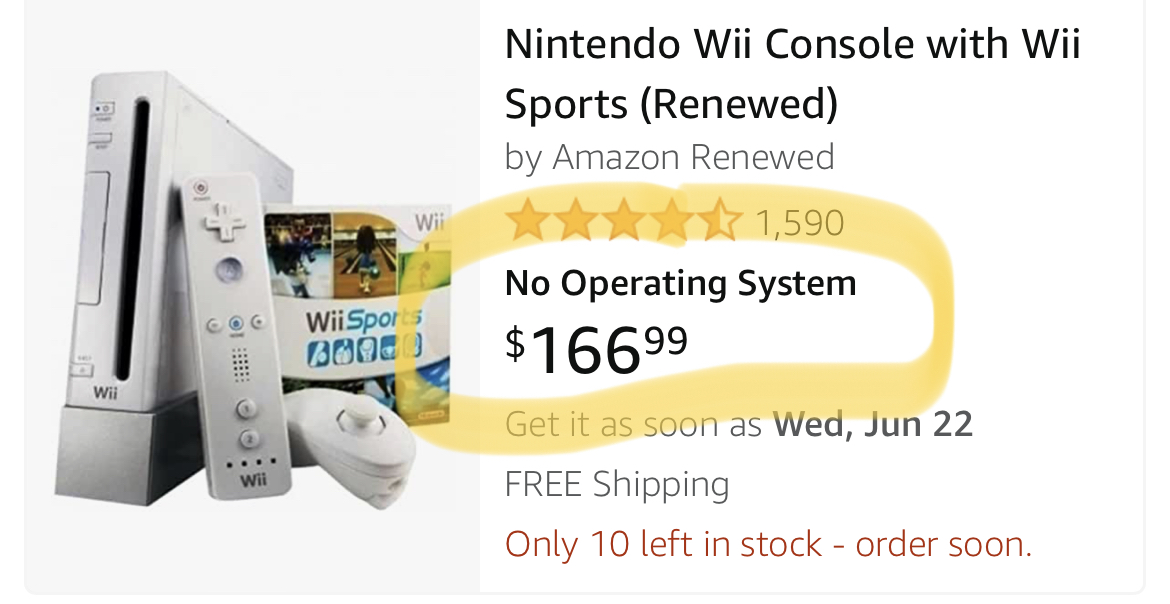 Nintendo Wii Console with Wii
Sports (Renewed)
by Amazon Renewed
1,590
No Operating System
$166.99
Get it as soon as Wed, Jun 22
FREE Shipping
Only 10 left in stock - order soon.
Wii
Wii
Wii
Wii Sports